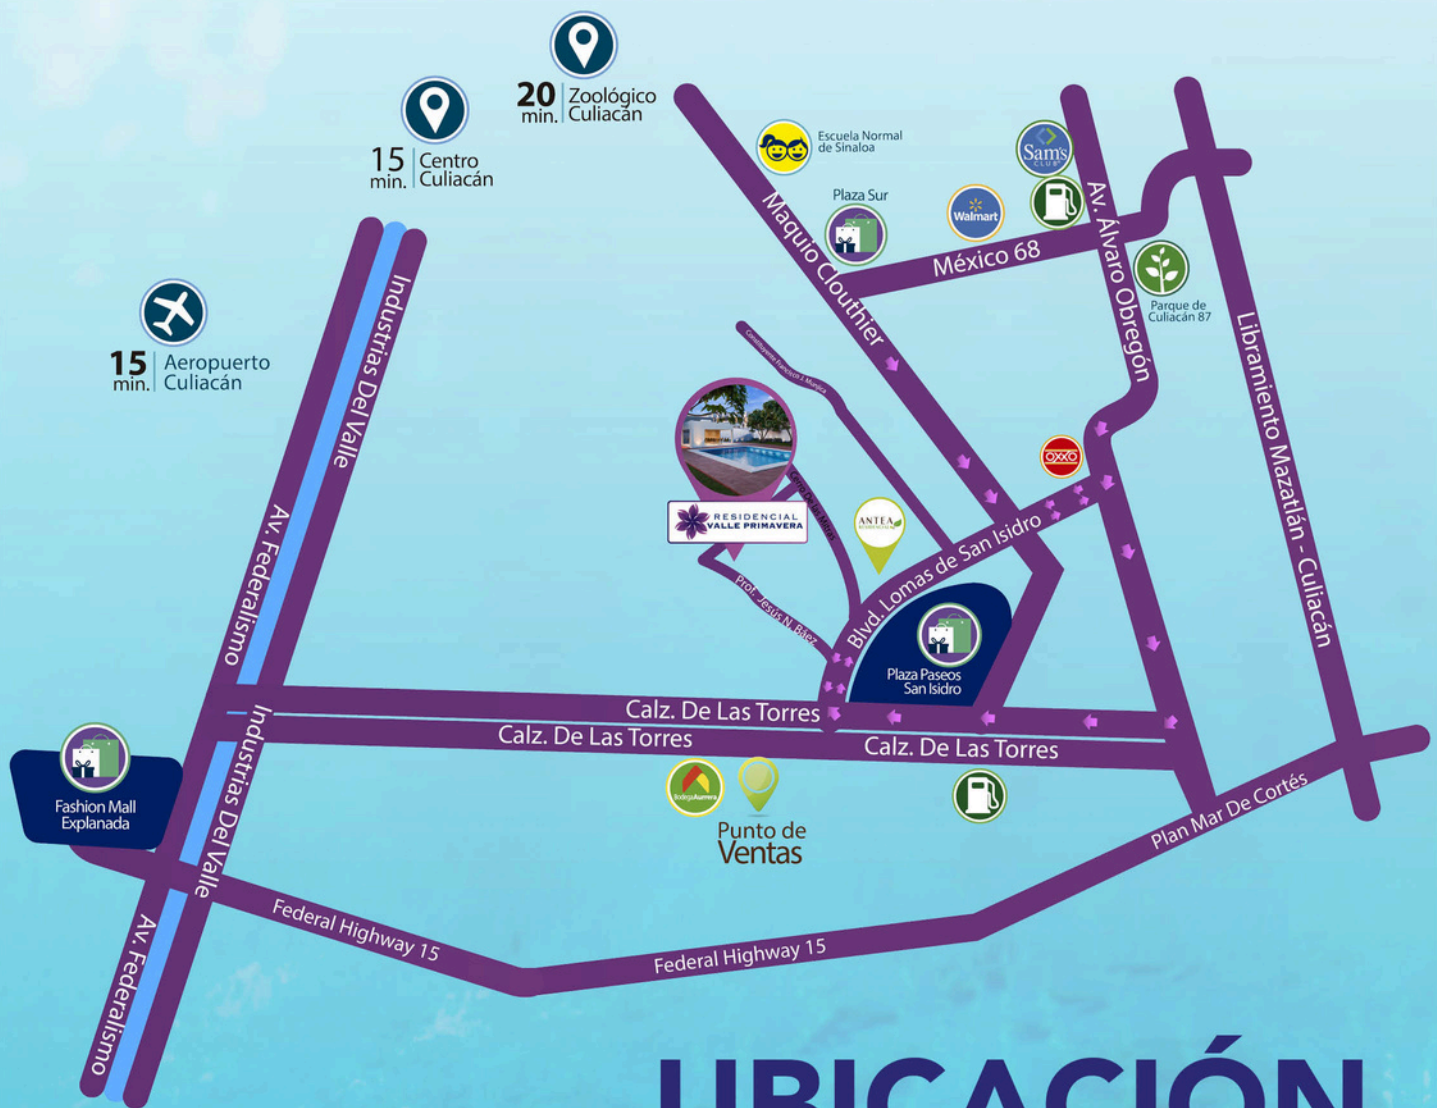 20
min.
Zoológico
Culiacán
15
min.
Centro
Culiacán
15
min.
Aeropuerto
Culiacán
Escuela Normal
de Sinaloa
Plaza Sur
Walmart
Sam's
CLUB
México 68
Maquio Clouthier
Av. Álvaro Obregón
Parque de
Culiacán 87
Libramiento Mazatlán - Culiacán
Industrias Del Valle
Av. Federalismo
Constituyente Francisco J. Mujica
OXXO
RESIDENCIAL
VALLE PRIMAVERA
Cerro De las Mitras
ANTEA
Blvd. Lomas de San Isidro
Prof. Jesús N. Báez
Plaza Paseos
San Isidro
Calz. De Las Torres
Calz. De Las Torres
Calz. De Las Torres
Industrias Del Valle
Fashion Mall
Explanada
Bodega Aurrera
Punto de
Ventas
Plan Mar De Cortés
Federal Highway 15
Federal Highway 15
Av. Federalismo
UBICACIÓN